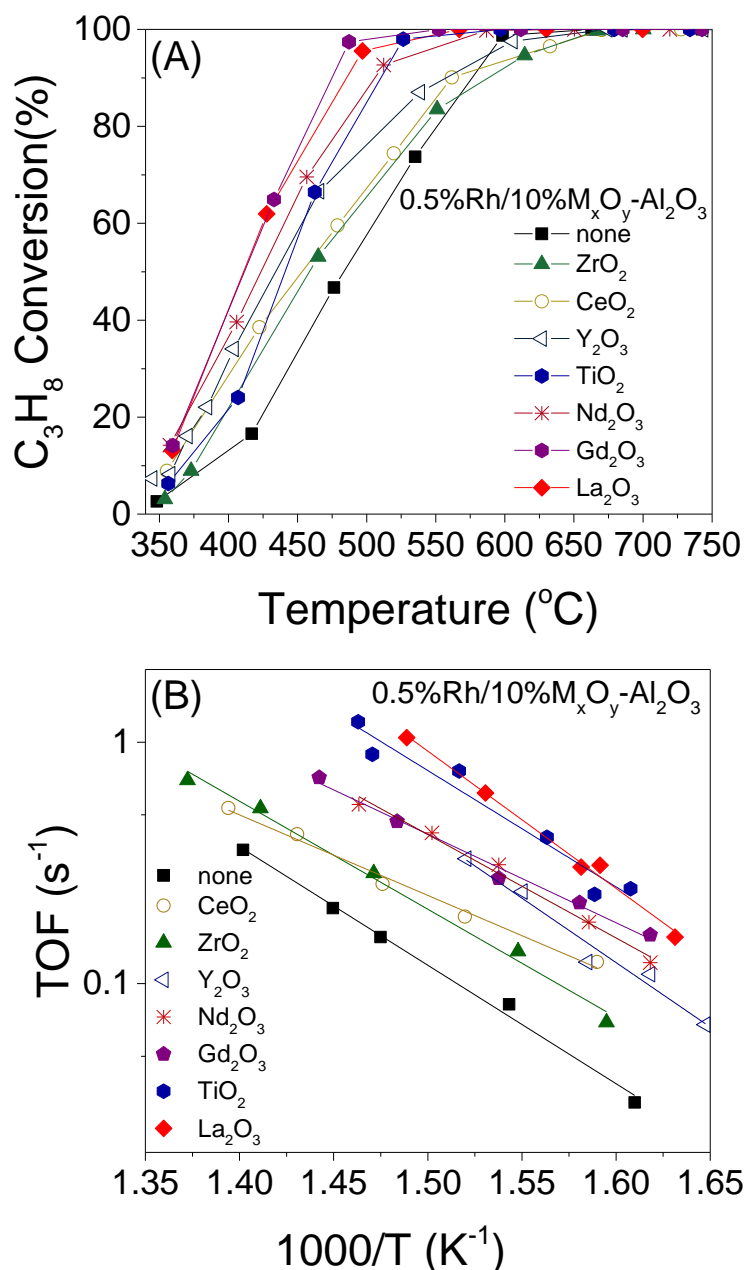 (A)
C₃H₈ Conversion(%)
100
80
60
40
20
0
0.5%Rh/10%MₓOᵧ-Al₂O₃
none
ZrO₂
CeO₂
Y₂O₃
TiO₂
Nd₂O₃
Gd₂O₃
La₂O₃
350 400 450 500 550 600 650 700 750
Temperature (°C)
(B)
0.5%Rh/10%MₓOᵧ-Al₂O₃
TOF (s⁻¹)
1
0.1
none
CeO₂
ZrO₂
Y₂O₃
Nd₂O₃
Gd₂O₃
TiO₂
La₂O₃
1.35 1.40 1.45 1.50 1.55 1.60 1.65
1000/T (K⁻¹)